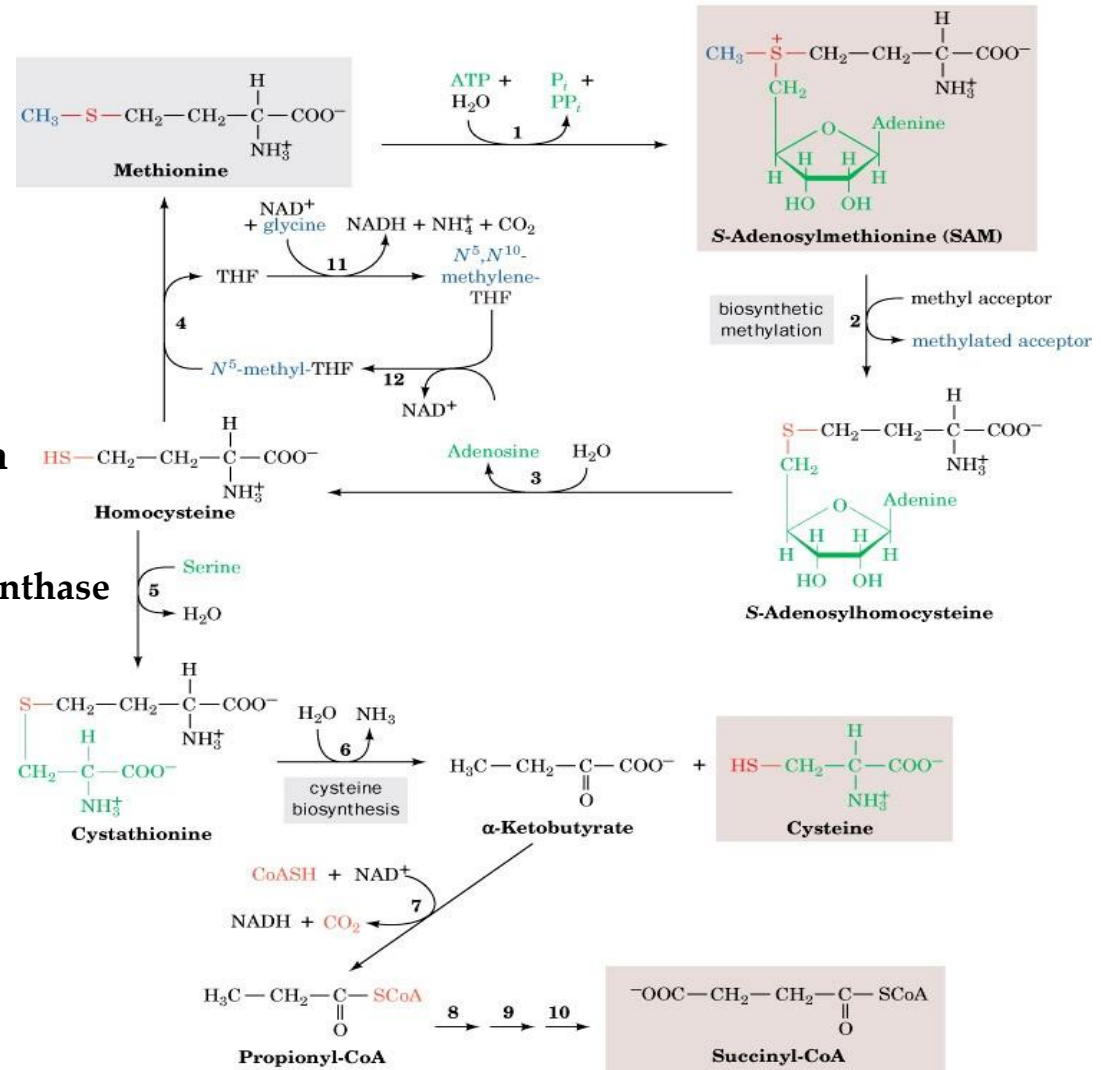 H
CH₃—S—CH₂—CH₂—C—COO⁻
NH₃⁺
Methionine
ATP +
H₂O
Pᵢ +
PPᵢ
1
H
+
CH₃—S—CH₂—CH₂—C—COO⁻
NH₃⁺
CH₂
O
Adenine
H H
H H
HO OH
S-Adenosylmethionine (SAM)
NAD⁺
+ glycine
NADH + NH₄⁺ + CO₂
11
THF
N⁵,N¹⁰-
methylene-
THF
4
N⁵-methyl-THF
12
NAD⁺
biosynthetic
methylation
2
methyl acceptor
methylated acceptor
H
HS—CH₂—CH₂—C—COO⁻
NH₃⁺
Homocysteine
Adenosine
H₂O
3
H
S—CH₂—CH₂—C—COO⁻
NH₃⁺
CH₂
O
Adenine
H H
H H
HO OH
S-Adenosylhomocysteine
nthase
5
Serine
H₂O
H
S—CH₂—CH₂—C—COO⁻
NH₃⁺
H
CH₂—C—COO⁻
NH₃⁺
Cystathionine
H₂O
NH₃
6
cysteine
biosynthesis
H₃C—CH₂—C—COO⁻
O
α-Ketobutyrate
+
H
HS—CH₂—C—COO⁻
NH₃⁺
Cysteine
CoASH + NAD⁺
7
NADH + CO₂
H₃C—CH₂—C—SCoA
O
Propionyl-CoA
8
9
10
⁻OOC—CH₂—CH₂—C—SCoA
O
Succinyl-CoA